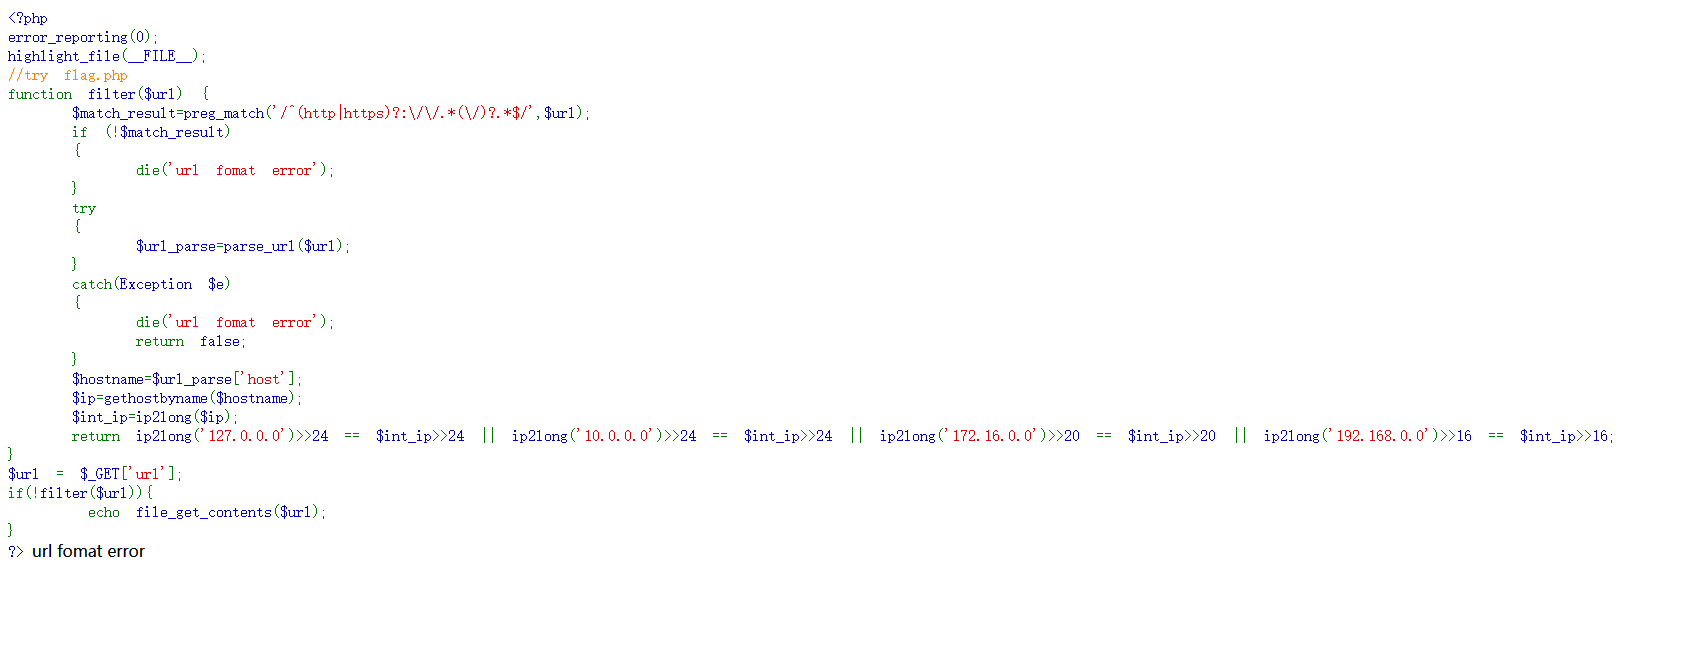 <?php
error_reporting(0);
highlight_file(__FILE__);
//try flag.php
function filter($url) {
        $match_result=preg_match('/^(http|https)?:\/\/.*(\/)?.*$/',$url);
        if (!$match_result)
        {
                die('url fomat error');
        }
        try
        {
                $url_parse=parse_url($url);
        }
        catch(Exception $e)
        {
                die('url fomat error');
                return false;
        }
        $hostname=$url_parse['host'];
        $ip=gethostbyname($hostname);
        $int_ip=ip2long($ip);
        return ip2long('127.0.0.0')>>24 == $int_ip>>24 || ip2long('10.0.0.0')>>24 == $int_ip>>24 || ip2long('172.16.0.0')>>20 == $int_ip>>20 || ip2long('192.168.0.0')>>16 == $int_ip>>16;
}
$url = $_GET['url'];
if(!filter($url)){
          echo file_get_contents($url);
}
?> url fomat error